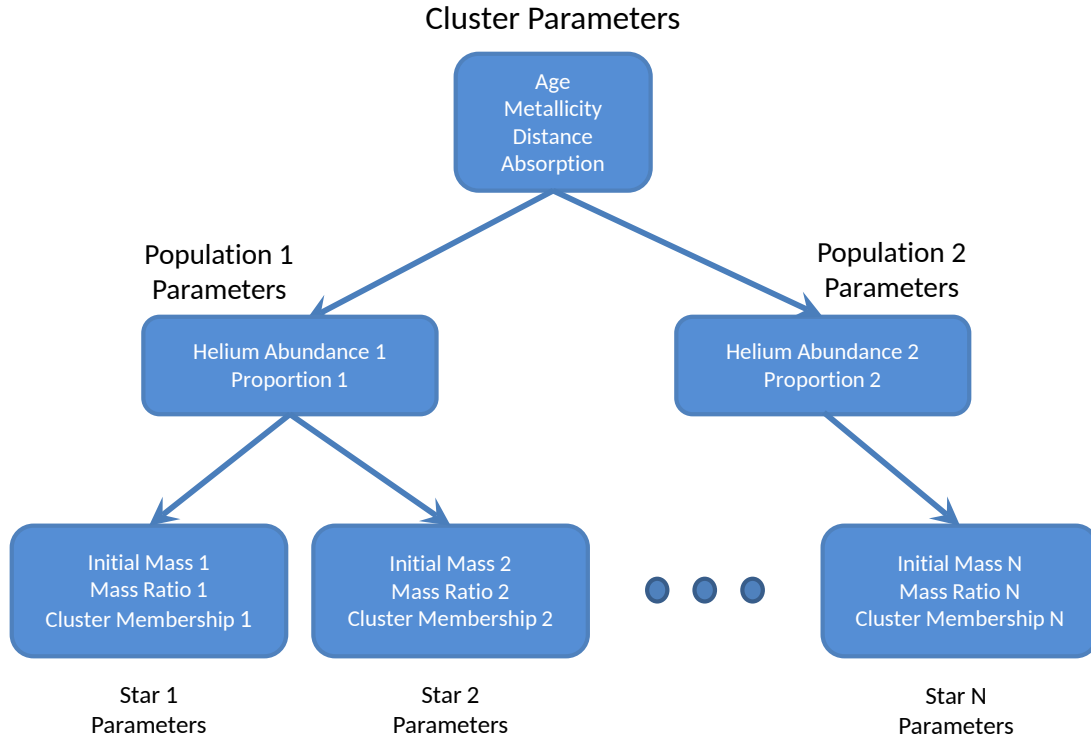 Cluster Parameters
Age
Metallicity
Distance
Absorption
Population 1
Parameters
Population 2
Parameters
Helium Abundance 1
Proportion 1
Helium Abundance 2
Proportion 2
Initial Mass 1
Mass Ratio 1
Cluster Membership 1
Initial Mass 2
Mass Ratio 2
Cluster Membership 2
Initial Mass N
Mass Ratio N
Cluster Membership N
Star 1
Parameters
Star 2
Parameters
Star N
Parameters